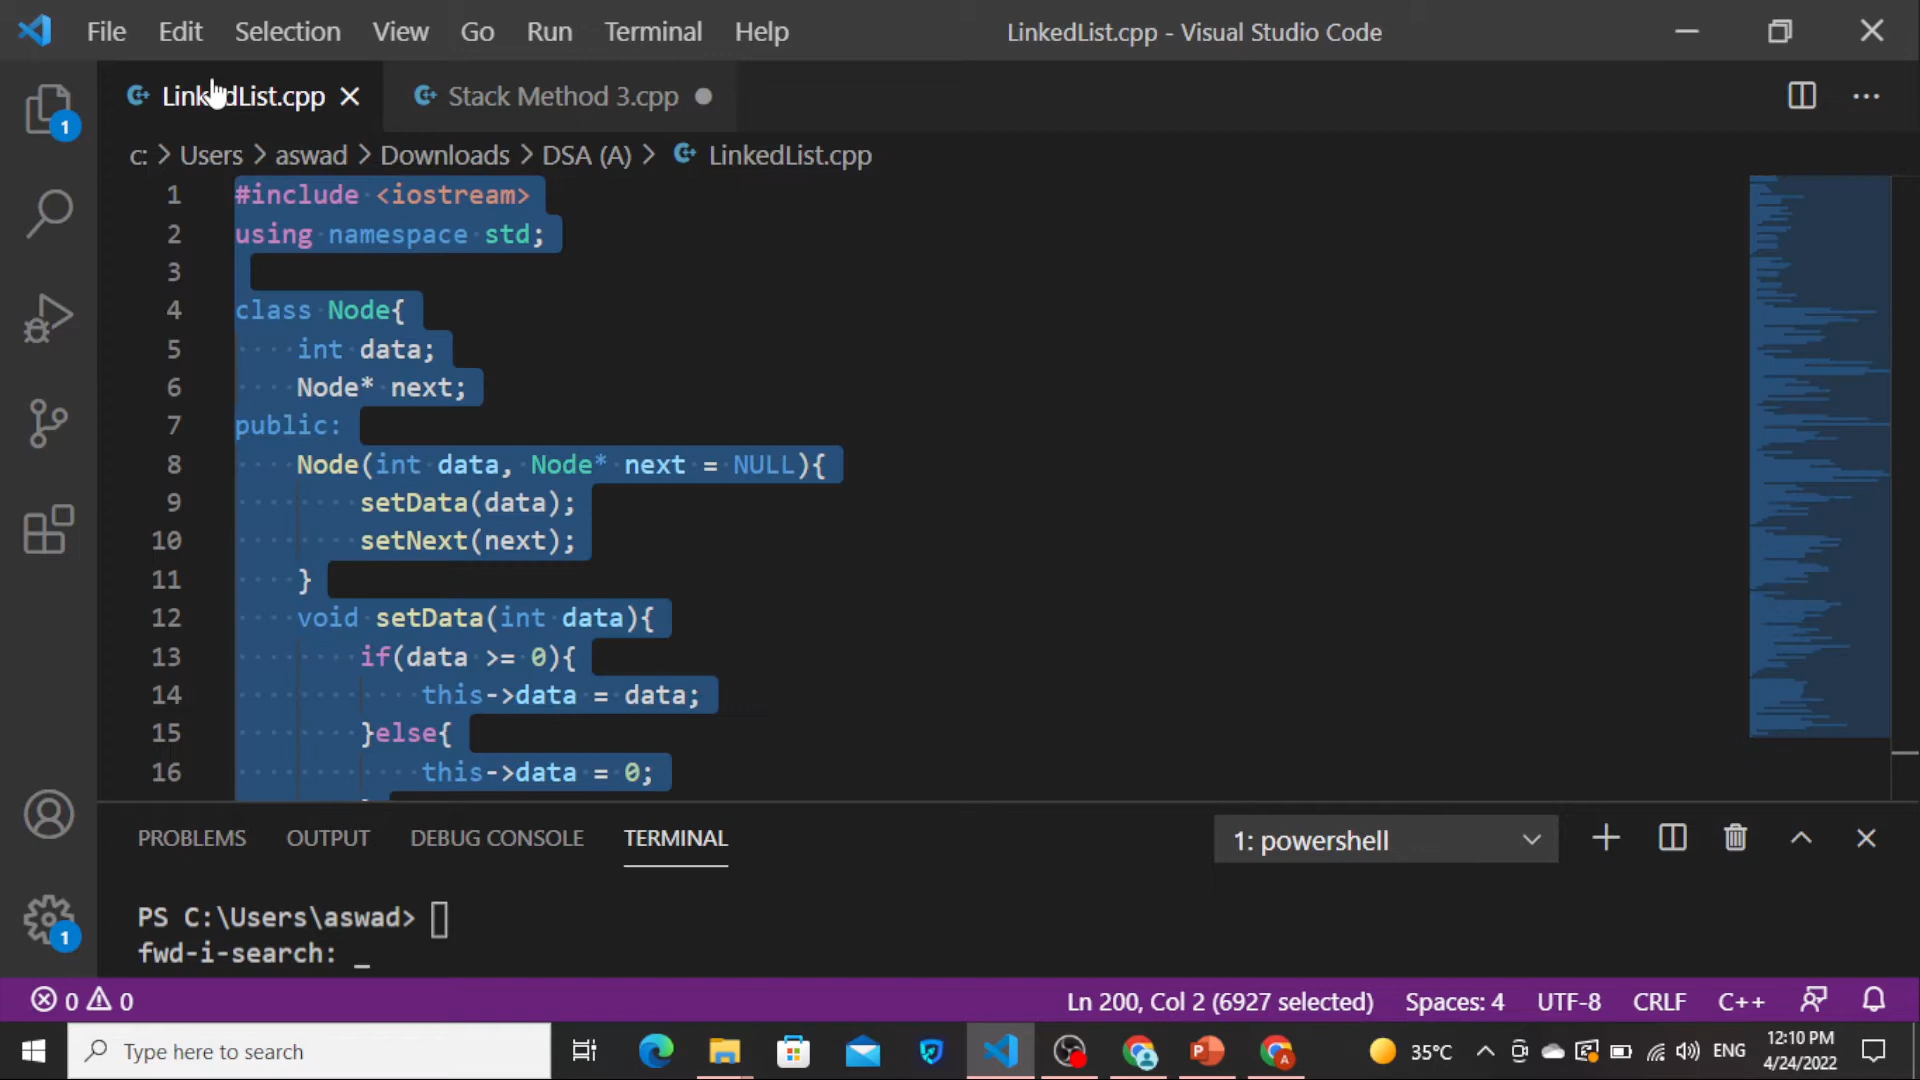 File Edit Selection View Go Run Terminal Help LinkedList.cpp - Visual Studio Code
LinkedList.cpp Stack Method 3.cpp
c: > Users > aswad > Downloads > DSA (A) > LinkedList.cpp
1 #include <iostream>
2 using namespace std;
3
4 class Node{
5 int data;
6 Node* next;
7 public:
8 Node(int data, Node* next = NULL){
9 setData(data);
10 setNext(next);
11 }
12 void setData(int data){
13 if(data >= 0){
14 this->data = data;
15 }else{
16 this->data = 0;
PROBLEMS OUTPUT DEBUG CONSOLE TERMINAL 1: powershell
PS C:\Users\aswad>
fwd-i-search: _
0 0 Ln 200, Col 2 (6927 selected) Spaces: 4 UTF-8 CRLF C++
Type here to search 35°C ENG 12:10 PM
4/24/2022
1
1